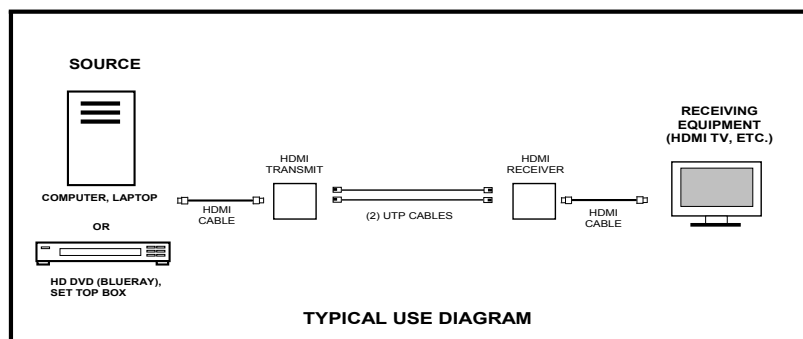 SOURCE
COMPUTER, LAPTOP
OR
HD DVD (BLUERAY),
SET TOP BOX
HDMI
CABLE
HDMI
TRANSMIT
(2) UTP CABLES
HDMI
RECEIVER
HDMI
CABLE
RECEIVING
EQUIPMENT
(HDMI TV, ETC.)
TYPICAL USE DIAGRAM